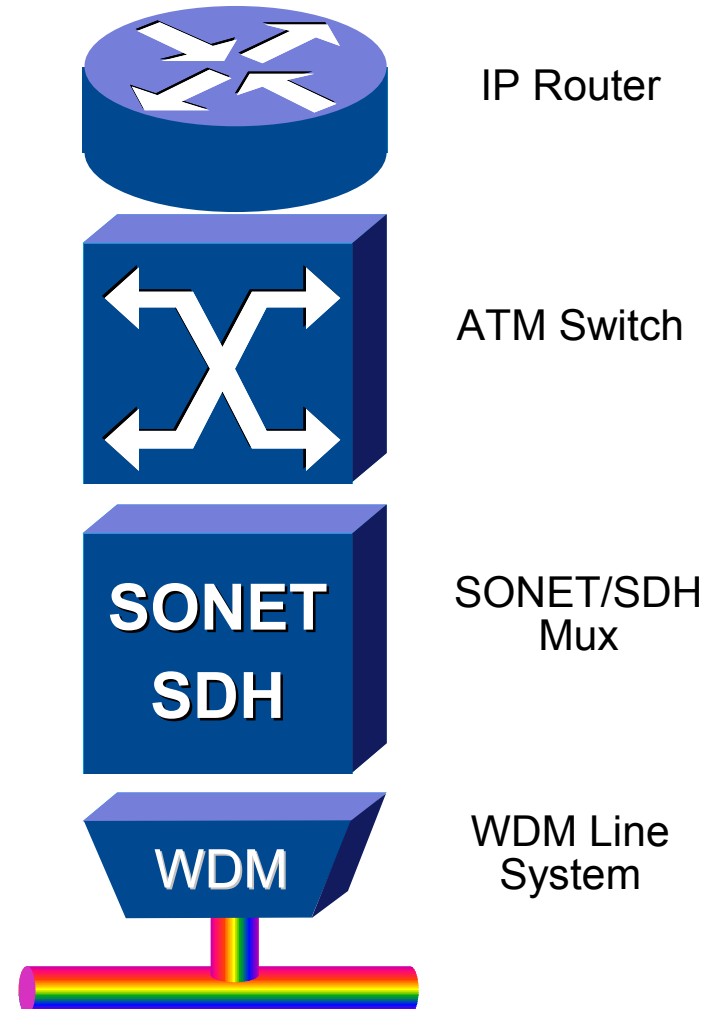 IP Router
ATM Switch
SONET
SDH
SONET/SDH
Mux
WDM
WDM Line
System